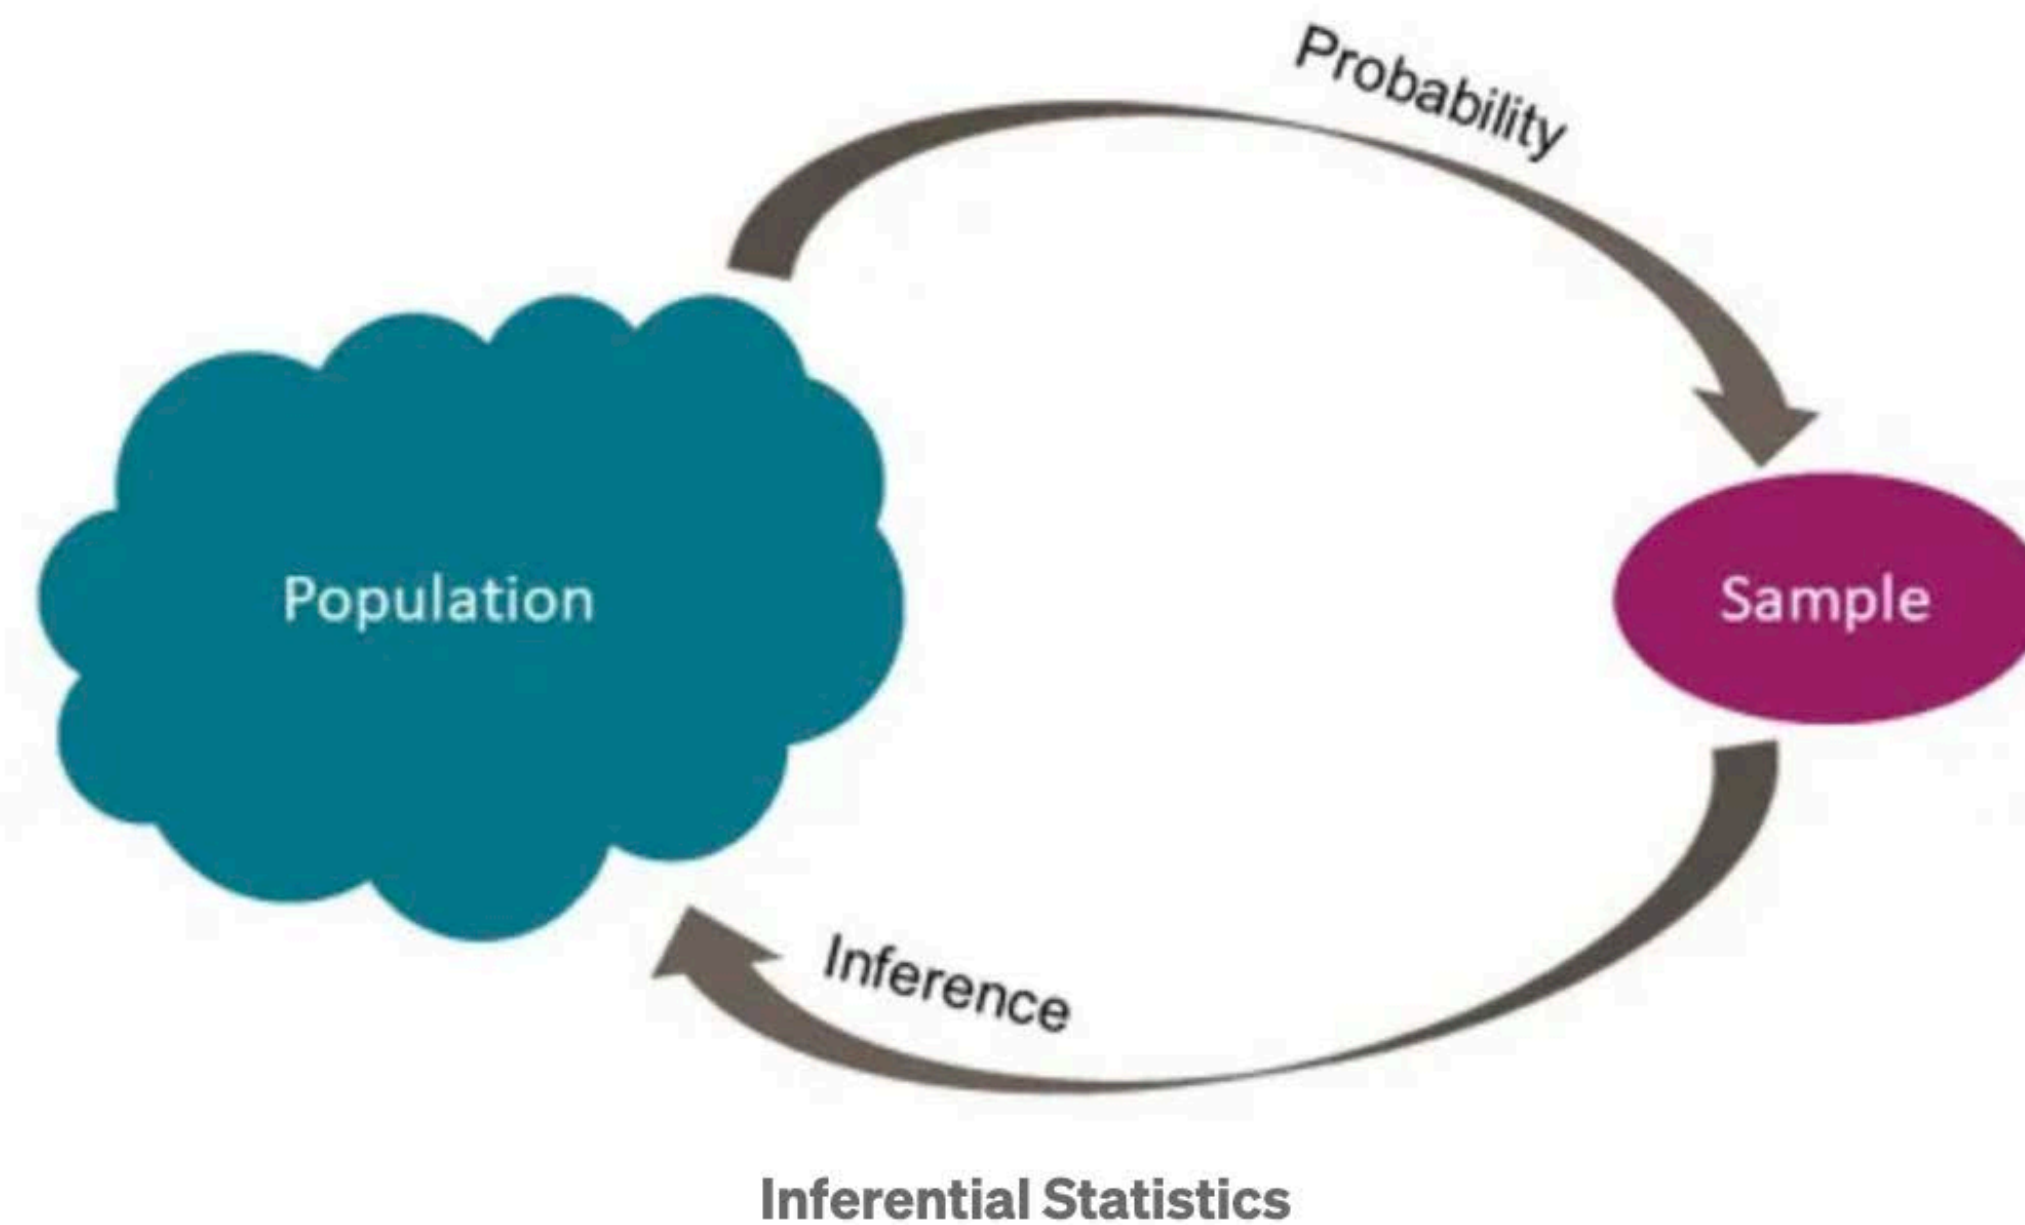 Probability
Population
Sample
Inference
Inferential Statistics